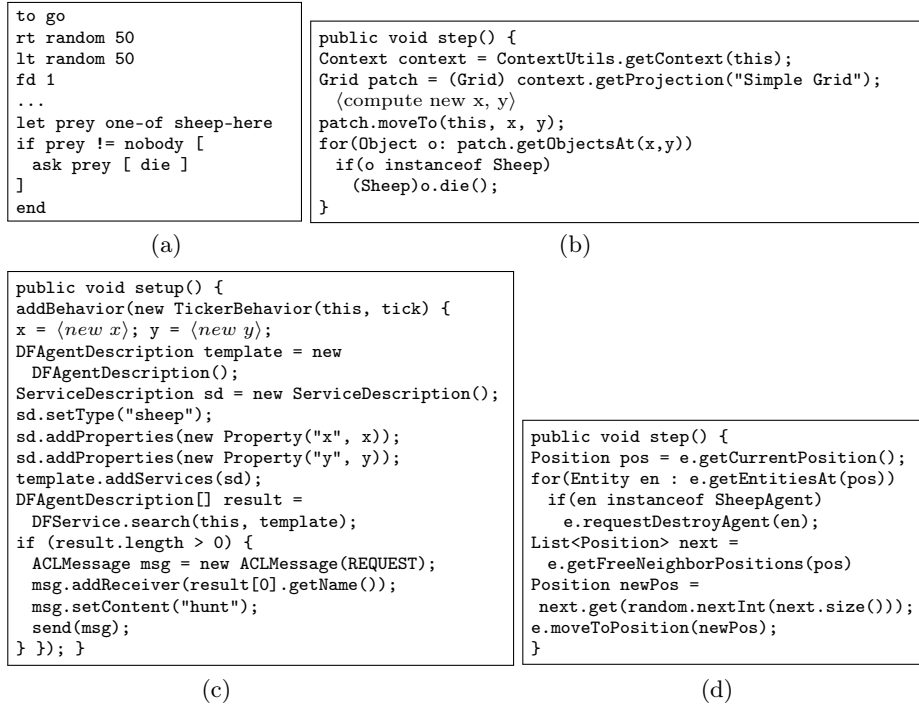 to go
rt random 50
lt random 50
fd 1
...
let prey one-of sheep-here
if prey != nobody [
ask prey [ die ]
]
end
(a)
public void step() {
Context context = ContextUtils.getContext(this);
Grid patch = (Grid) context.getProjection("Simple Grid");
⟨compute new x, y⟩
patch.moveTo(this, x, y);
for(Object o: patch.getObjectsAt(x,y))
if(o instanceof Sheep)
(Sheep)o.die();
}
(b)
public void setup() {
addBehavior(new TickerBehavior(this, tick) {
x = ⟨new x⟩; y = ⟨new y⟩;
DFAgentDescription template = new
DFAgentDescription();
ServiceDescription sd = new ServiceDescription();
sd.setType("sheep");
sd.addProperties(new Property("x", x));
sd.addProperties(new Property("y", y));
template.addServices(sd);
DFAgentDescription[] result =
DFService.search(this, template);
if (result.length > 0) {
ACLMessage msg = new ACLMessage(REQUEST);
msg.addReceiver(result[0].getName());
msg.setContent("hunt");
send(msg);
} }); }
(c)
public void step() {
Position pos = e.getCurrentPosition();
for(Entity en : e.getEntitiesAt(pos))
if(en instanceof SheepAgent)
e.requestDestroyAgent(en);
List<Position> next =
e.getFreeNeighborPositions(pos)
Position newPos =
next.get(random.nextInt(next.size()));
e.moveToPosition(newPos);
}
(d)